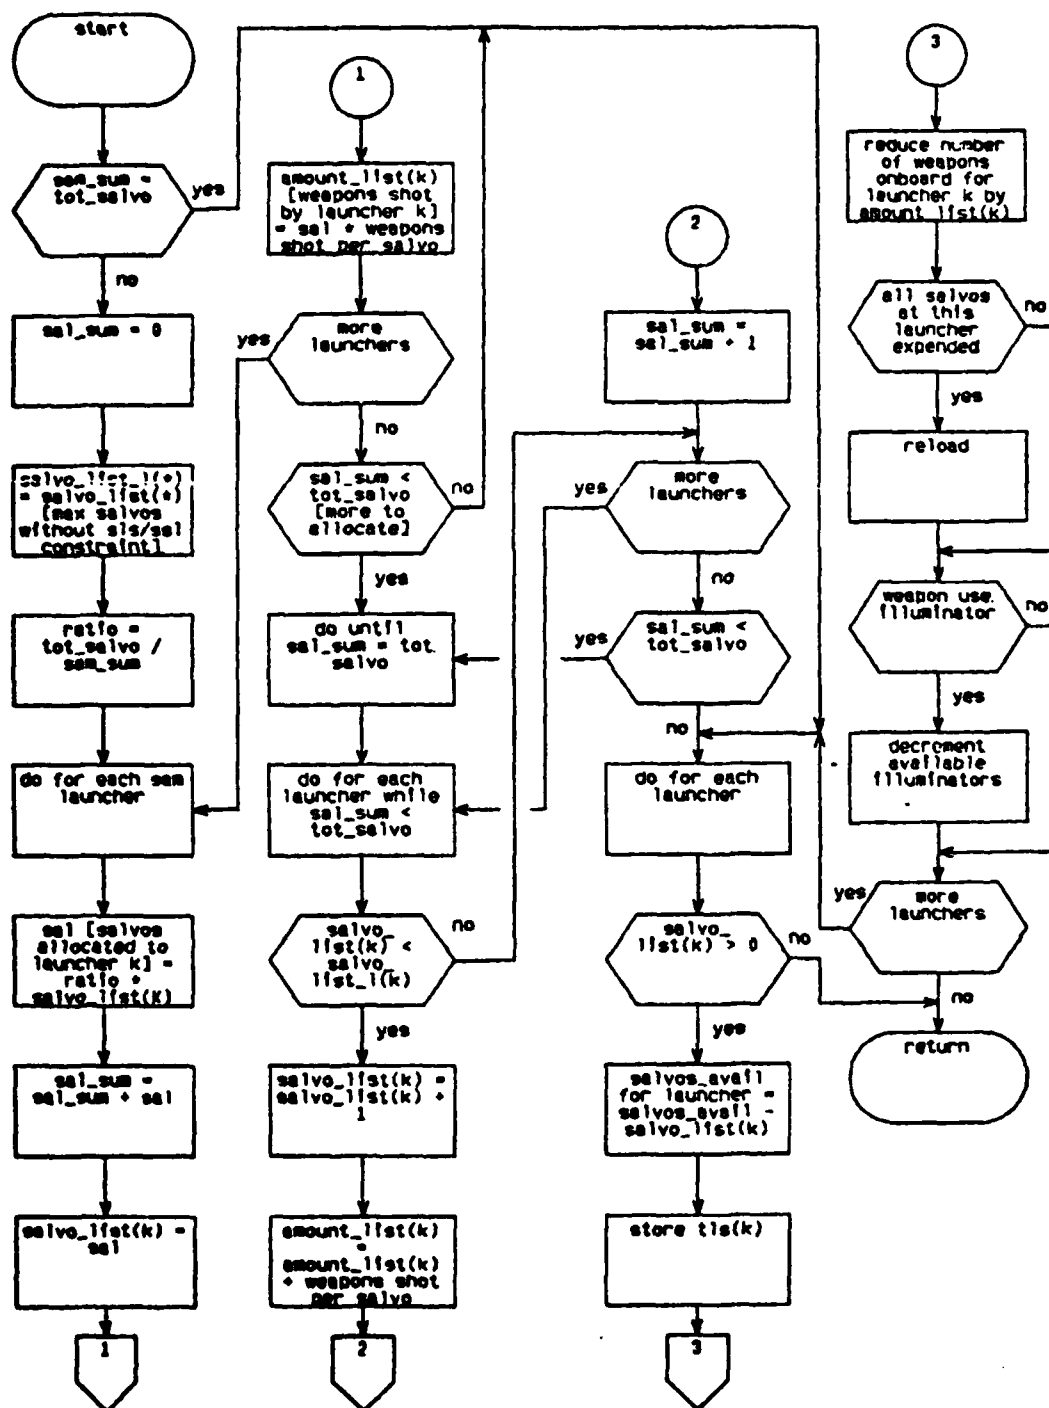 start
sam_sum =
tot_salvo
yes
no
sal_sum = 0
salvo_list_l(*)
= salvo_list(*)
[max salvos
without sls/ssl
constraint]
ratio =
tot_salvo /
sam_sum
do for each sam
launcher
sal [salvos
allocated to
launcher k] =
ratio *
salvo_list(K)
sal_sum =
sal_sum + sal
salvo_list(k) =
sal
1
1
amount_list(k)
[weapons shot
by launcher k]
= sal * weapons
shot per salvo
yes
more
launchers
no
sal_sum <
tot_salvo
[more to
allocate]
no
yes
do until
sal_sum = tot
salvo
do for each
launcher while
sal_sum <
tot_salvo
salvo_
list(k) <
salvo_
list_l(k)
no
yes
salvo_list(k) =
salvo_list(k) +
1
amount_list(k)
=
amount_list(k)
+ weapons shot
per salvo
2
2
sal_sum =
sal_sum + 1
yes
more
launchers
no
yes
sal_sum <
tot_salvo
no
do for each
launcher
salvo_
list(k) > 0
no
yes
salvos_avail
for launcher =
salvos_avail -
salvo_list(k)
store tls(k)
3
3
reduce number
of weapons
onboard for
launcher k by
amount_list(k)
all salvos
at this
launcher
expended
no
yes
reload
weapon use
illuminator
no
yes
decrement
available
illuminators
yes
more
launchers
no
return